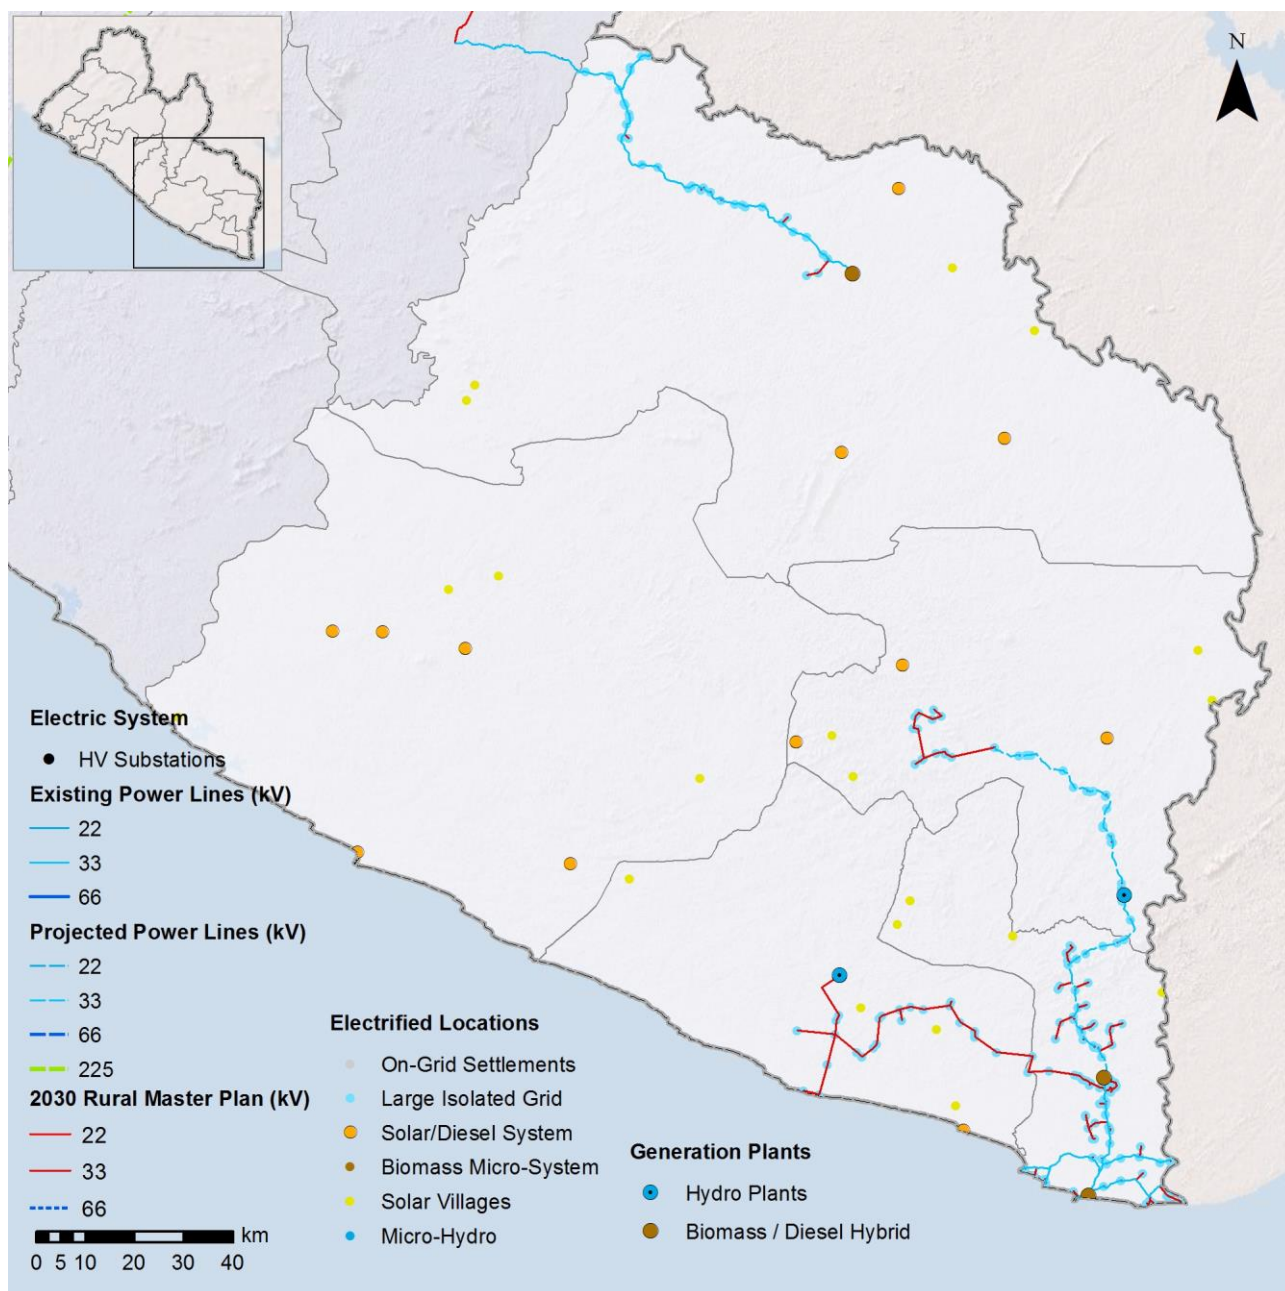 N
Electric System
HV Substations
Existing Power Lines (kV)
22
33
66
Projected Power Lines (kV)
22
33
66
225
2030 Rural Master Plan (kV)
22
33
66
km
0 5 10 20 30 40
Electrified Locations
On-Grid Settlements
Large Isolated Grid
Solar/Diesel System
Biomass Micro-System
Solar Villages
Micro-Hydro
Generation Plants
Hydro Plants
Biomass / Diesel Hybrid